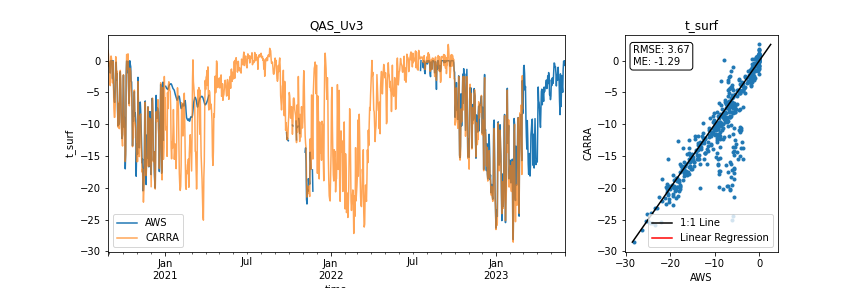 QAS_Uv3
t_surf
0
−5
−10
−15
−20
−25
−30
t_surf
AWS
CARRA
Jan
2021
Jul
Jan
2022
Jul
Jan
2023
time
t_surf
RMSE: 3.67
ME: -1.29
0
−5
−10
−15
−20
−25
−30
CARRA
1:1 Line
Linear Regression
−30
−20
−10
0
AWS